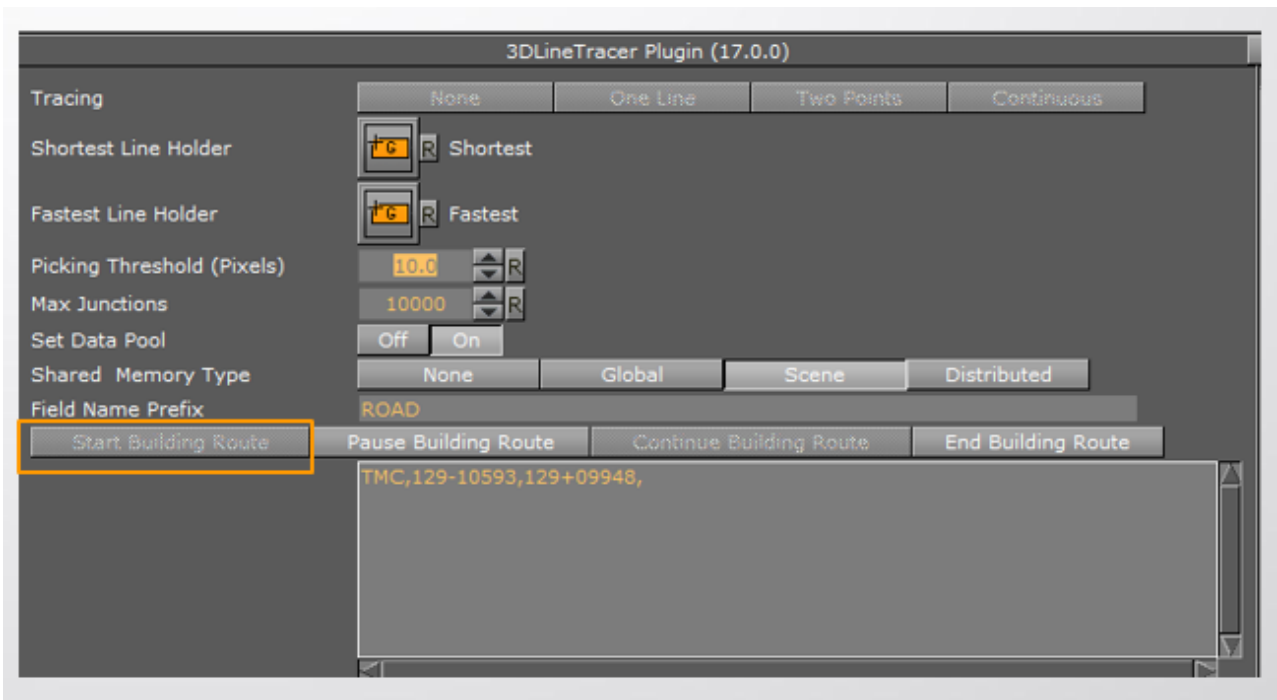 3DLineTracer Plugin (17.0.0)
Tracing None One Line Two Points Continuous
Shortest Line Holder G R Shortest
Fastest Line Holder G R Fastest
Picking Threshold (Pixels) 10.0 R
Max Junctions 10000 R
Set Data Pool Off On
Shared Memory Type None Global Scene Distributed
Field Name Prefix ROAD
Start Building Route Pause Building Route Continue Building Route End Building Route
TMC,129-10593,129+09948,